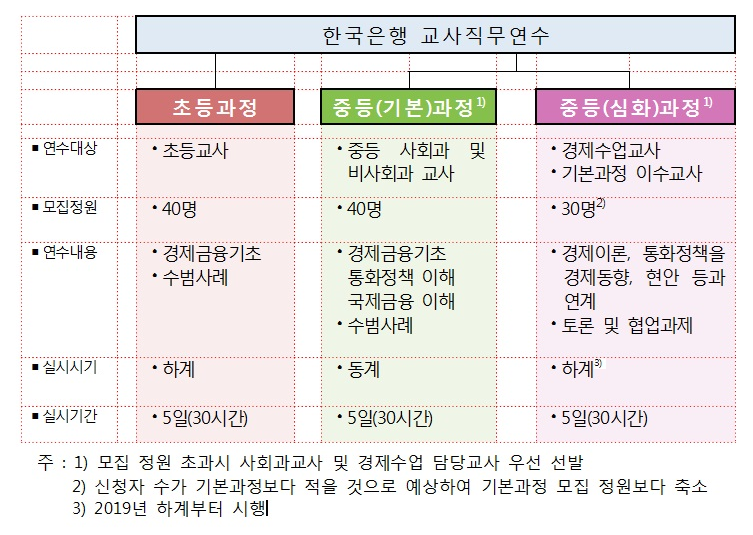 한국은행 교사직무연수
초등과정 중등(기본)과정1) 중등(심화)과정1)
▪ 연수대상 • 초등교사 • 중등 사회과 및 • 경제수업교사
비사회과 교사 • 기본과정 이수교사
▪ 모집정원 • 40명 • 40명 • 30명2)
▪ 연수내용 • 경제금융기초 • 경제금융기초 • 경제이론, 통화정책을
• 수범사례 통화정책 이해 경제동향, 현안 등과
국제금융 이해 연계
• 수범사례 • 토론 및 협업과제
▪ 실시시기 • 하계 • 동계 • 하계3)
▪ 실시기간 • 5일(30시간) • 5일(30시간) • 5일(30시간)
주 : 1) 모집 정원 초과시 사회과교사 및 경제수업 담당교사 우선 선발
2) 신청자 수가 기본과정보다 적을 것으로 예상하여 기본과정 모집 정원보다 축소
3) 2019년 하계부터 시행